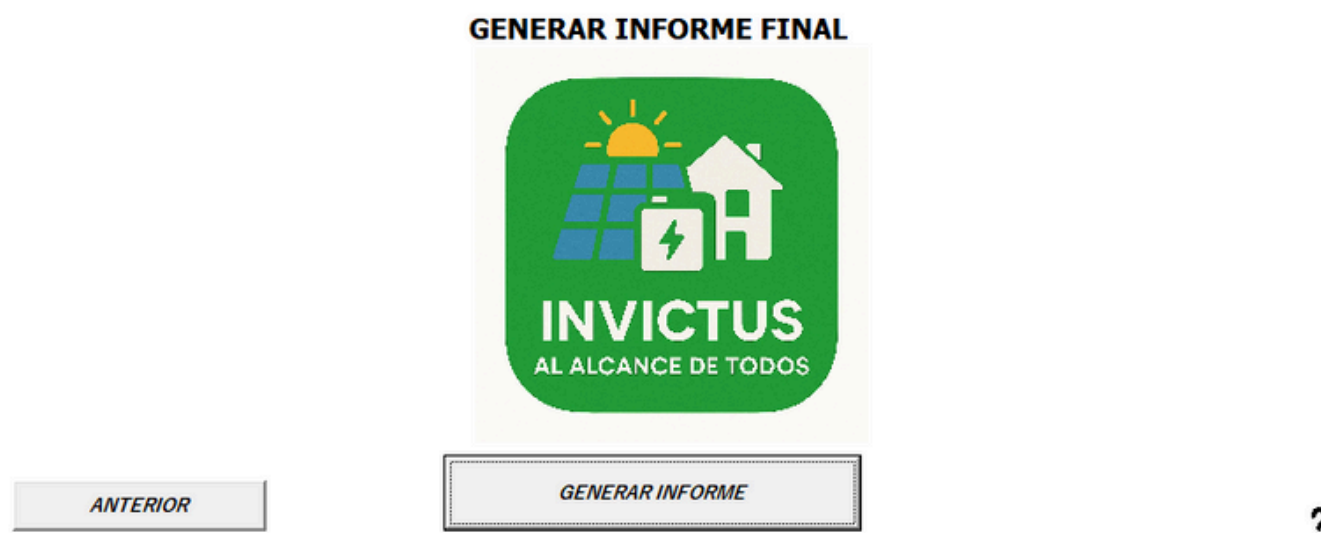 GENERAR INFORME FINAL
INVICTUS
AL ALCANCE DE TODOS
GENERAR INFORME
ANTERIOR
?